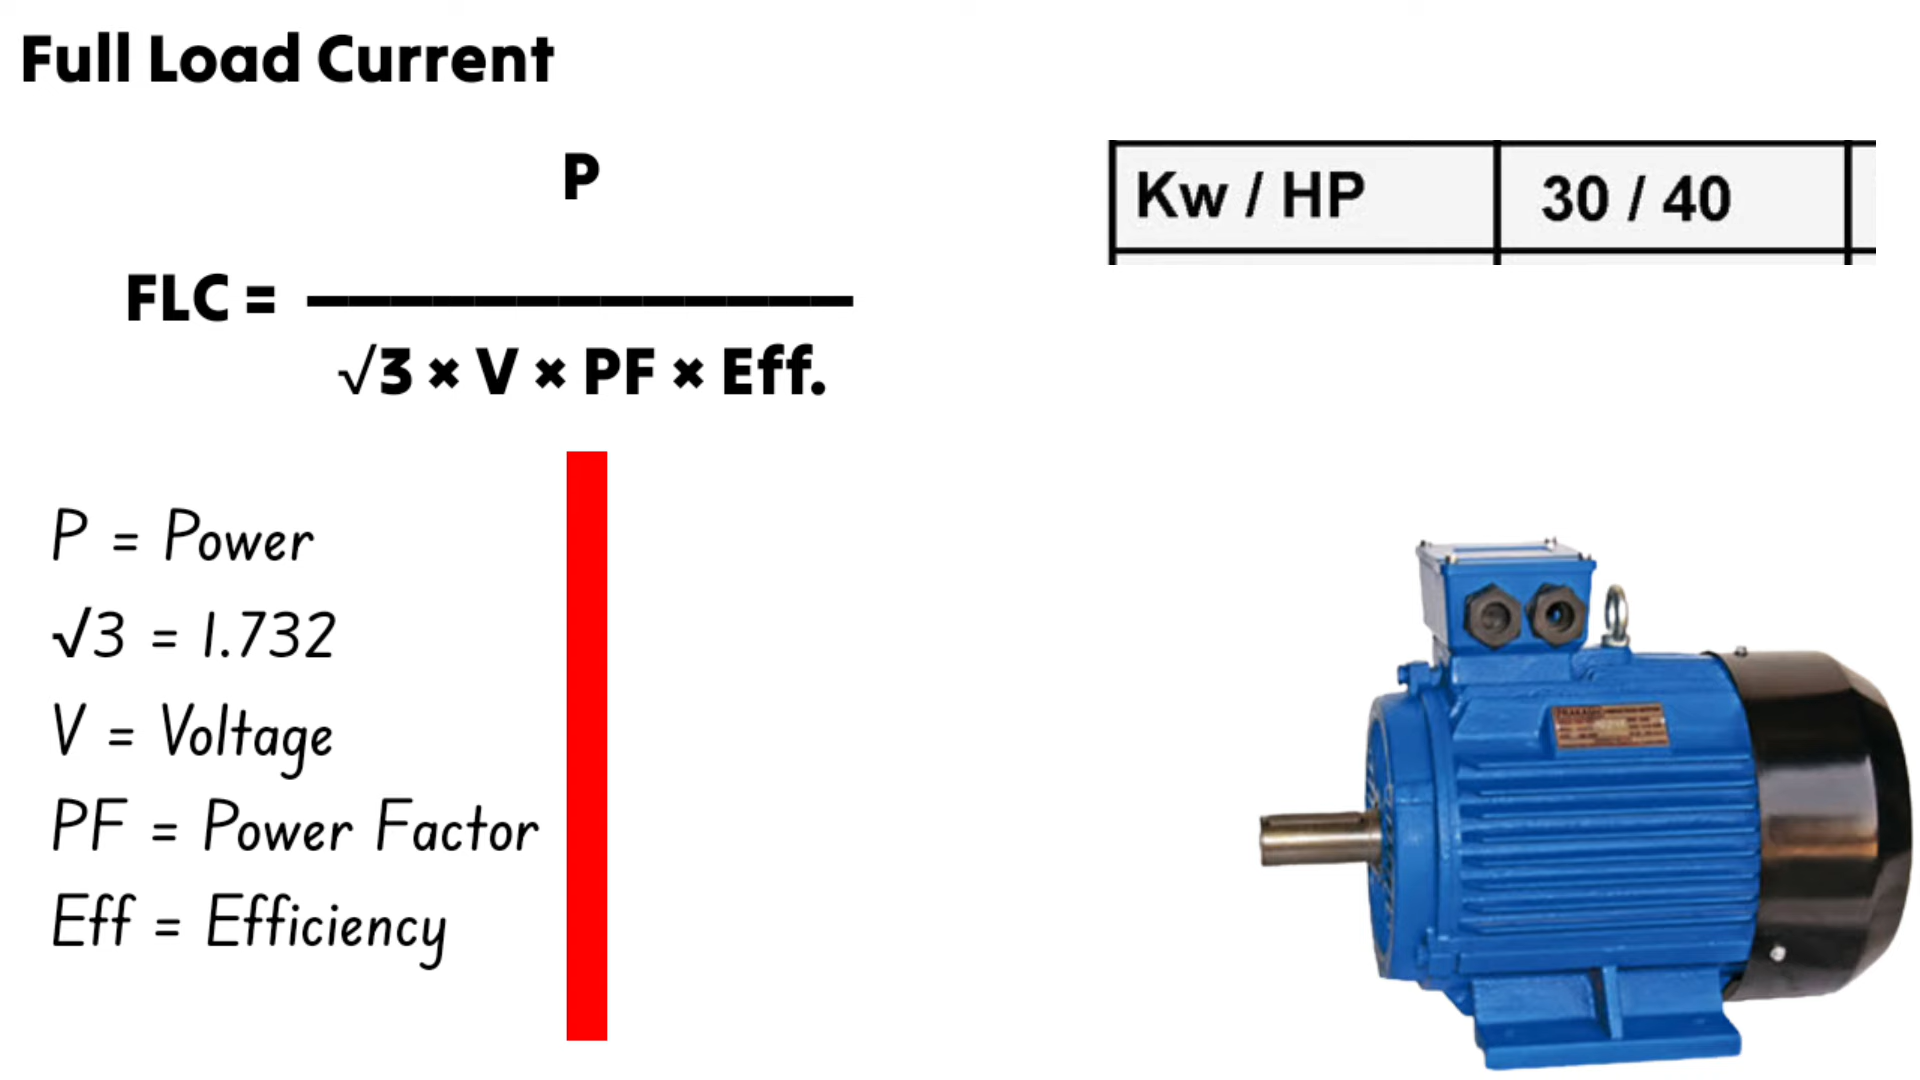 Full Load Current
P
FLC =
√3 × V × PF × Eff.
Kw / HP 30 / 40
P = Power
√3 = 1.732
V = Voltage
PF = Power Factor
Eff = Efficiency